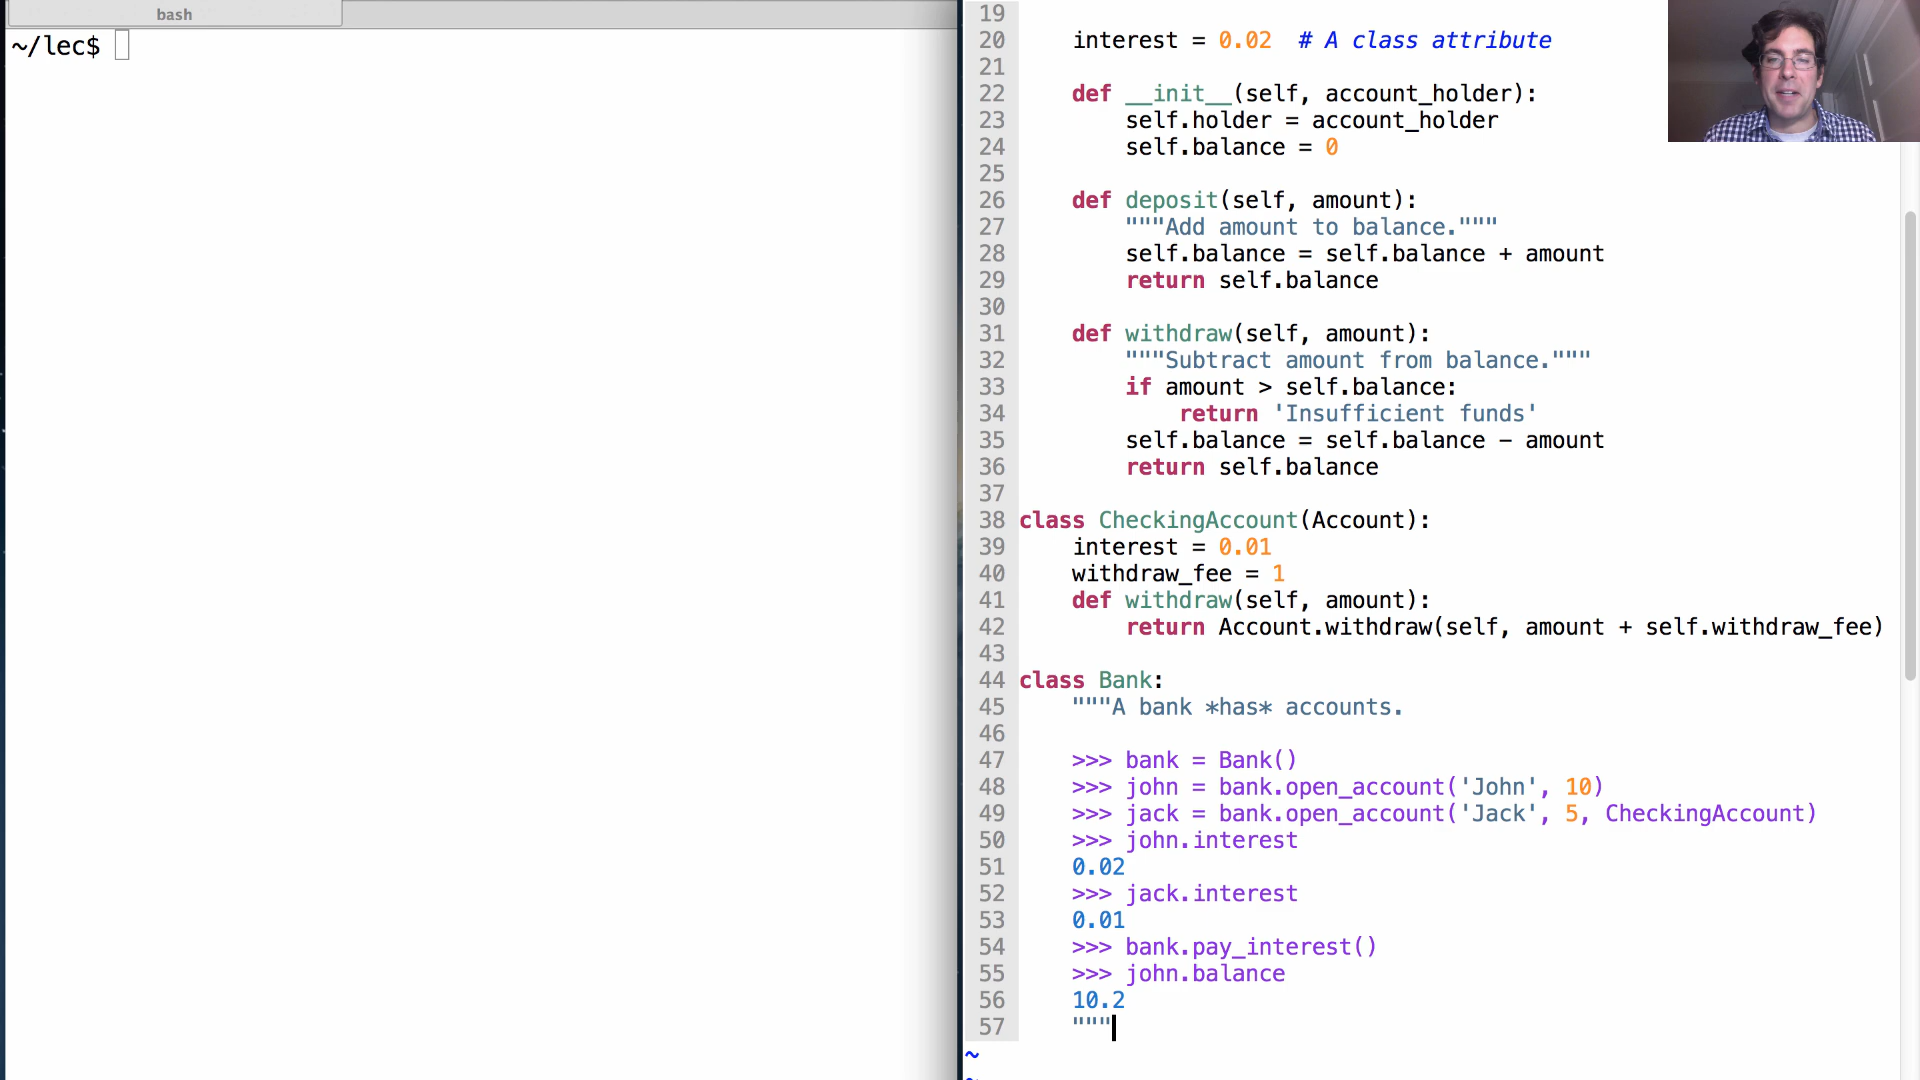 bash
~/lec$
19
20     interest = 0.02  # A class attribute
21
22     def __init__(self, account_holder):
23         self.holder = account_holder
24         self.balance = 0
25
26     def deposit(self, amount):
27         """Add amount to balance."""
28         self.balance = self.balance + amount
29         return self.balance
30
31     def withdraw(self, amount):
32         """Subtract amount from balance."""
33         if amount > self.balance:
34             return 'Insufficient funds'
35         self.balance = self.balance - amount
36         return self.balance
37
38 class CheckingAccount(Account):
39     interest = 0.01
40     withdraw_fee = 1
41     def withdraw(self, amount):
42         return Account.withdraw(self, amount + self.withdraw_fee)
43
44 class Bank:
45     """A bank *has* accounts.
46
47     >>> bank = Bank()
48     >>> john = bank.open_account('John', 10)
49     >>> jack = bank.open_account('Jack', 5, CheckingAccount)
50     >>> john.interest
51     0.02
52     >>> jack.interest
53     0.01
54     >>> bank.pay_interest()
55     >>> john.balance
56     10.2
57     """
~
~